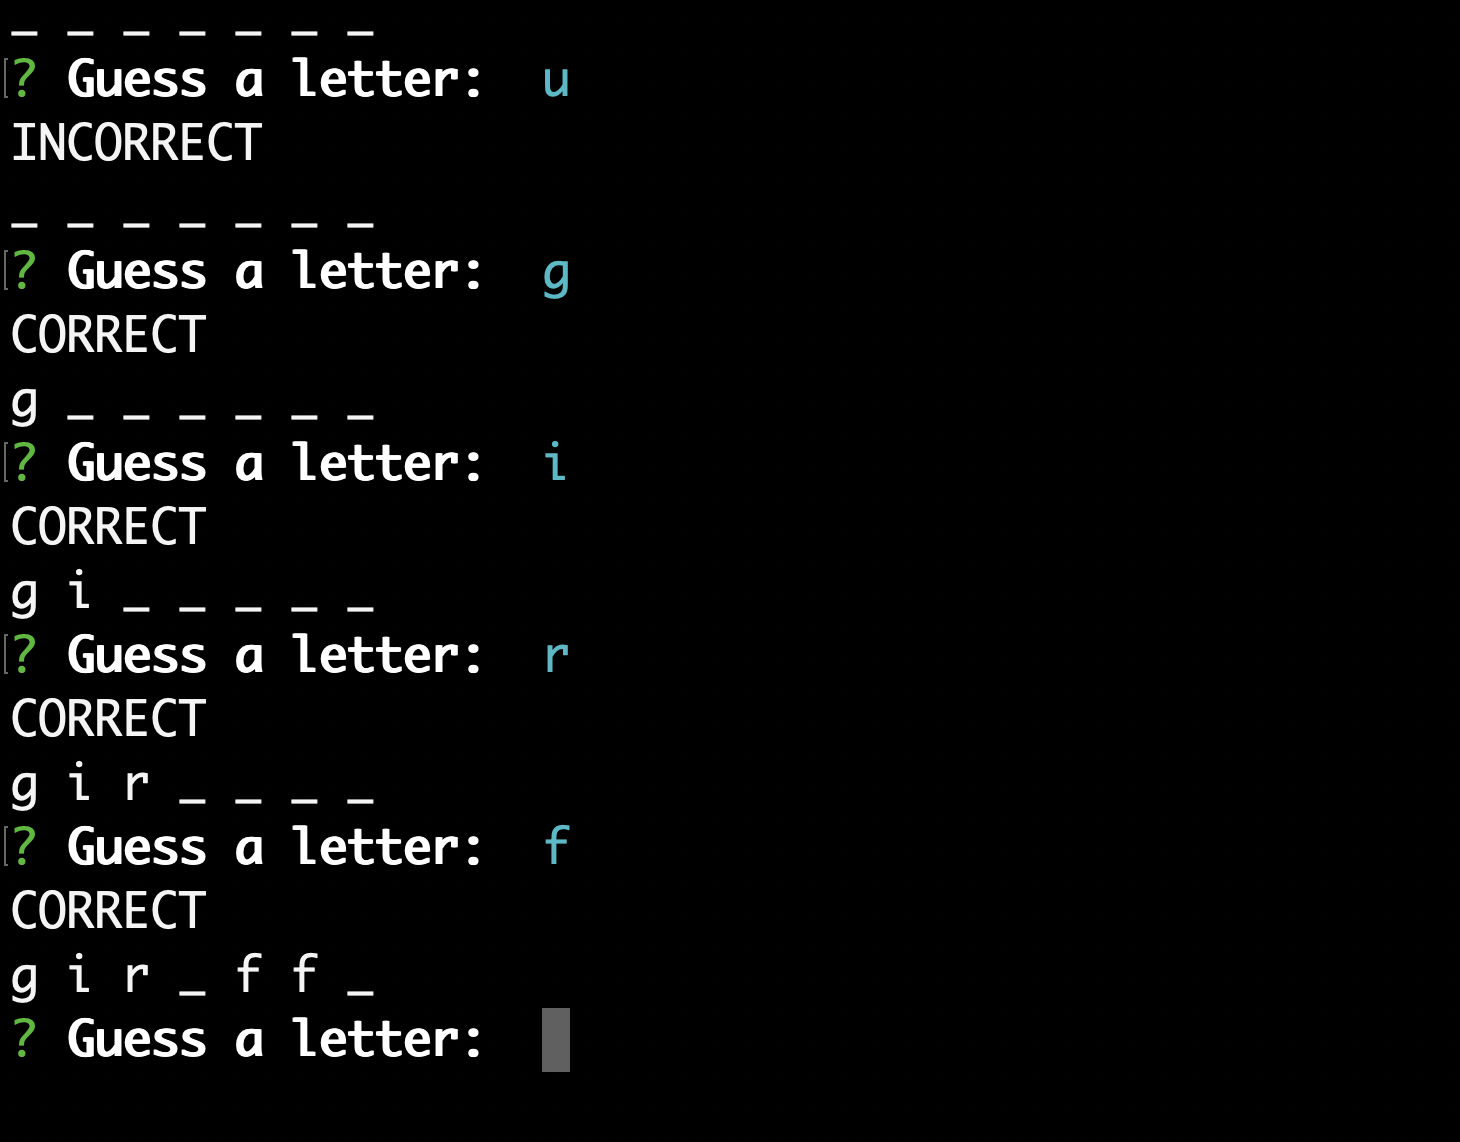 _ _ _ _ _ _ _
? Guess a letter: u
INCORRECT
_ _ _ _ _ _ _
? Guess a letter: g
CORRECT
g _ _ _ _ _ _
? Guess a letter: i
CORRECT
g i _ _ _ _ _
? Guess a letter: r
CORRECT
g i r _ _ _ _
? Guess a letter: f
CORRECT
g i r _ f f _
? Guess a letter: